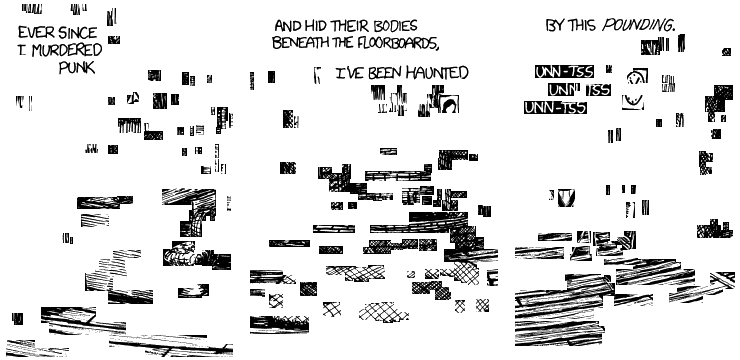 EVER SINCE
I MURDERED
PUNK
AND HID THEIR BODIES
BENEATH THE FLOORBOARDS,
I'VE BEEN HAUNTED
BY THIS POUNDING.
UNN-TSS
UNN TSS
UNN-TSS